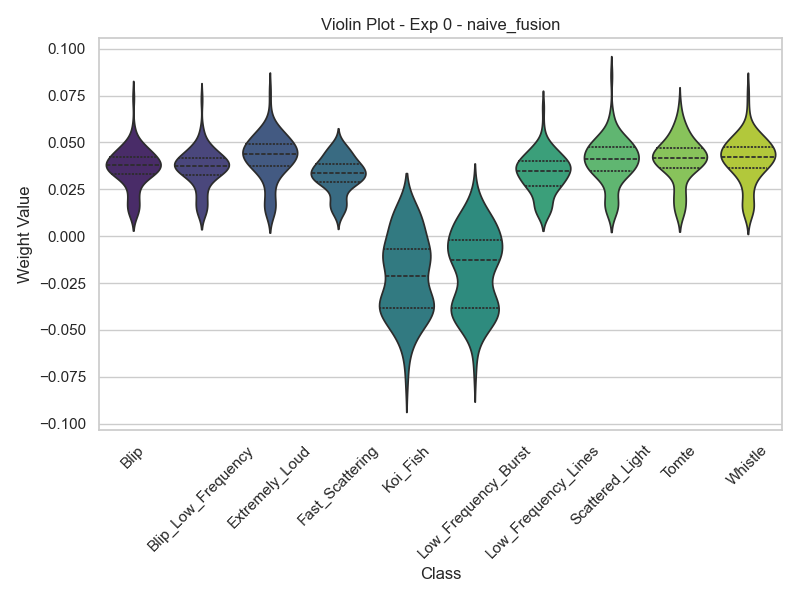 Violin Plot - Exp 0 - naive_fusion
Weight Value
0.100
0.075
0.050
0.025
0.000
−0.025
−0.050
−0.075
−0.100
Blip
Blip_Low_Frequency
Extremely_Loud
Fast_Scattering
Koi_Fish
Low_Frequency_Burst
Low_Frequency_Lines
Scattered_Light
Tomte
Whistle
Class